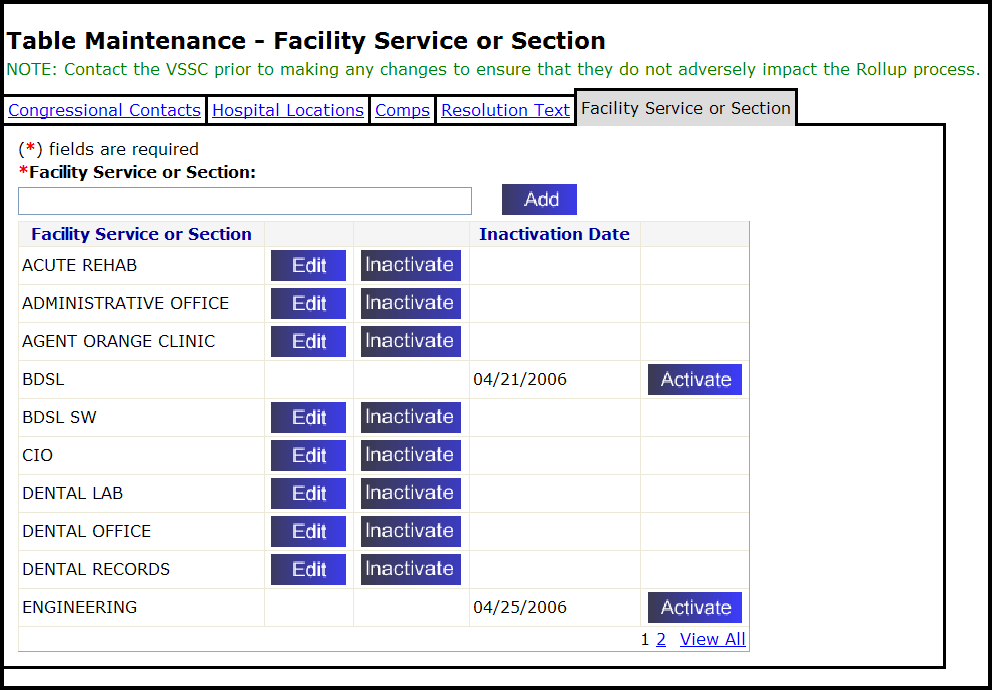 Table Maintenance - Facility Service or Section
NOTE: Contact the VSSC prior to making any changes to ensure that they do not adversely impact the Rollup process.
Congressional Contacts Hospital Locations Comps Resolution Text Facility Service or Section
(*) fields are required
*Facility Service or Section:
Add
Facility Service or Section Inactivation Date
ACUTE REHAB Edit Inactivate
ADMINISTRATIVE OFFICE Edit Inactivate
AGENT ORANGE CLINIC Edit Inactivate
BDSL 04/21/2006 Activate
BDSL SW Edit Inactivate
CIO Edit Inactivate
DENTAL LAB Edit Inactivate
DENTAL OFFICE Edit Inactivate
DENTAL RECORDS Edit Inactivate
ENGINEERING 04/25/2006 Activate
1 2 View All